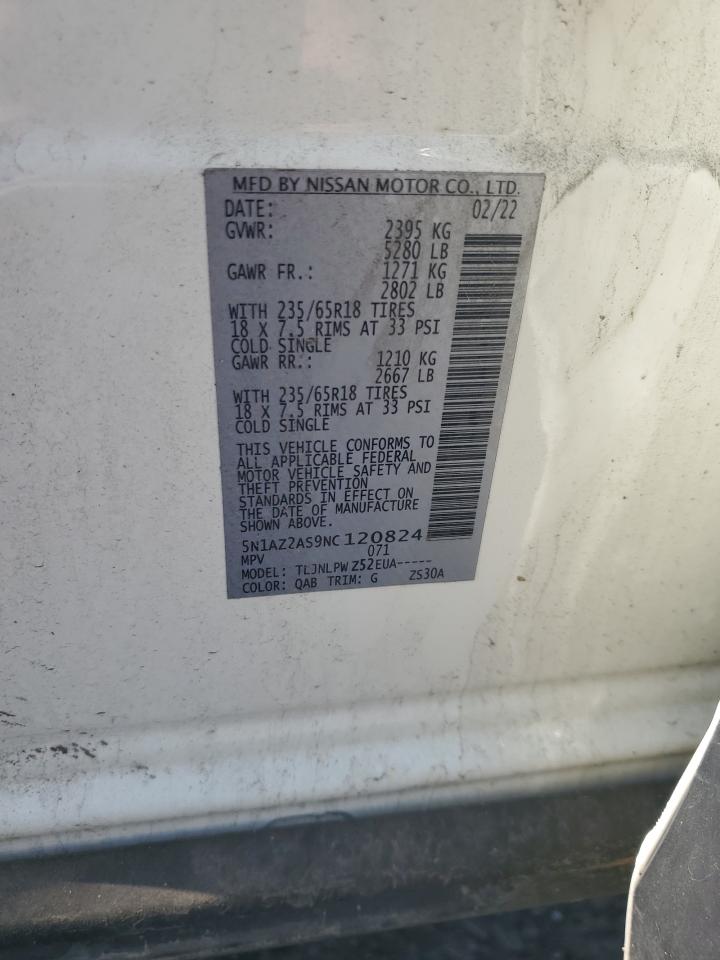 MFD BY NISSAN MOTOR CO., LTD.
DATE: 02/22
GVWR: 2395 KG
5280 LB
GAWR FR.: 1271 KG
2802 LB
WITH 235/65R18 TIRES
18 X 7.5 RIMS AT 33 PSI
COLD SINGLE
GAWR RR.: 1210 KG
2667 LB
WITH 235/65R18 TIRES
18 X 7.5 RIMS AT 33 PSI
COLD SINGLE
THIS VEHICLE CONFORMS TO
ALL APPLICABLE FEDERAL
MOTOR VEHICLE SAFETY AND
THEFT PREVENTION
STANDARDS IN EFFECT ON
THE DATE OF MANUFACTURE
SHOWN ABOVE.
5N1AZ2AS9NC120824
MPV 071
MODEL: TLJNLPW Z52EUA-----
COLOR: QAB TRIM: G ZS30A